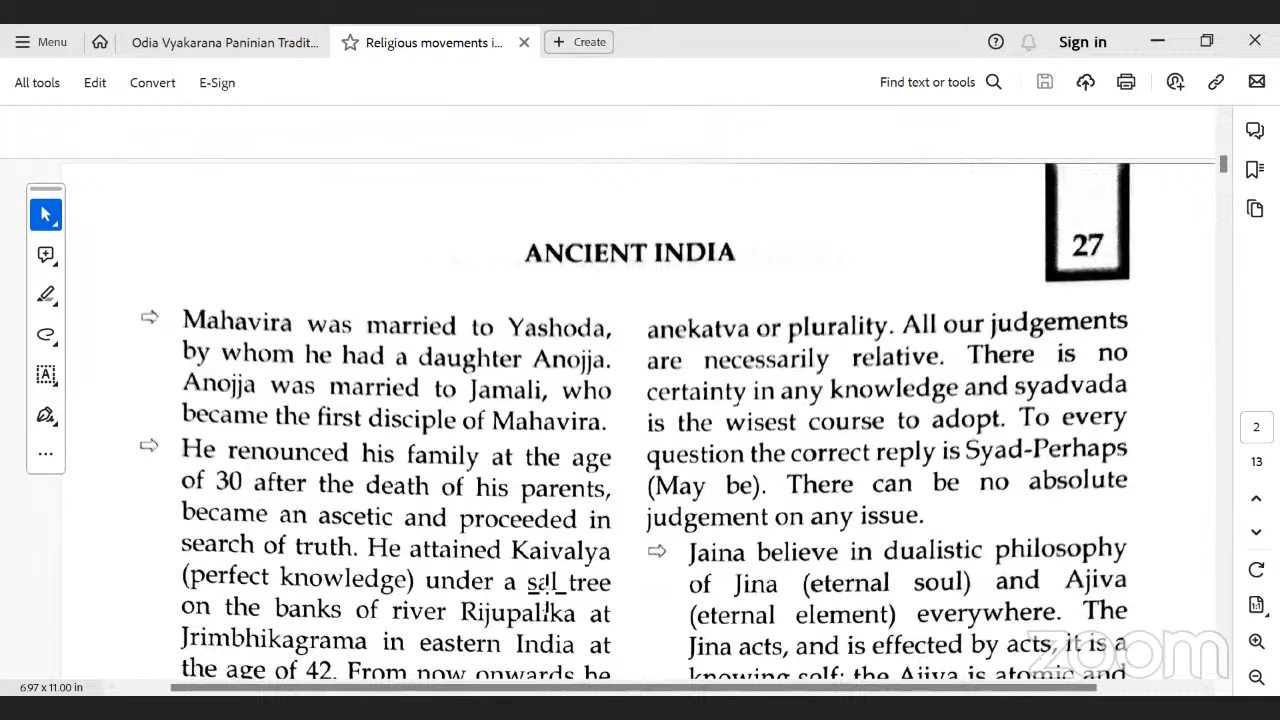 Menu
Odia Vyakarana Paninian Tradit...
Religious movements i...
Create
Sign in
All tools
Edit
Convert
E-Sign
Find text or tools
ANCIENT INDIA
27
⇨ Mahavira was married to Yashoda,
by whom he had a daughter Anojja.
Anojja was married to Jamali, who
became the first disciple of Mahavira.
⇨ He renounced his family at the age
of 30 after the death of his parents,
became an ascetic and proceeded in
search of truth. He attained Kaivalya
(perfect knowledge) under a sal tree
on the banks of river Rijupalika at
Jrimbhikagrama in eastern India at
the age of 42. From now onwards he
anekatva or plurality. All our judgements
are necessarily relative. There is no
certainty in any knowledge and syadvada
is the wisest course to adopt. To every
question the correct reply is Syad-Perhaps
(May be). There can be no absolute
judgement on any issue.
⇨ Jaina believe in dualistic philosophy
of Jina (eternal soul) and Ajiva
(eternal element) everywhere. The
Jina acts, and is effected by acts, it is a
knowing self; the Ajiva is atomic and
2
13
6.97 x 11.00 in
zoom